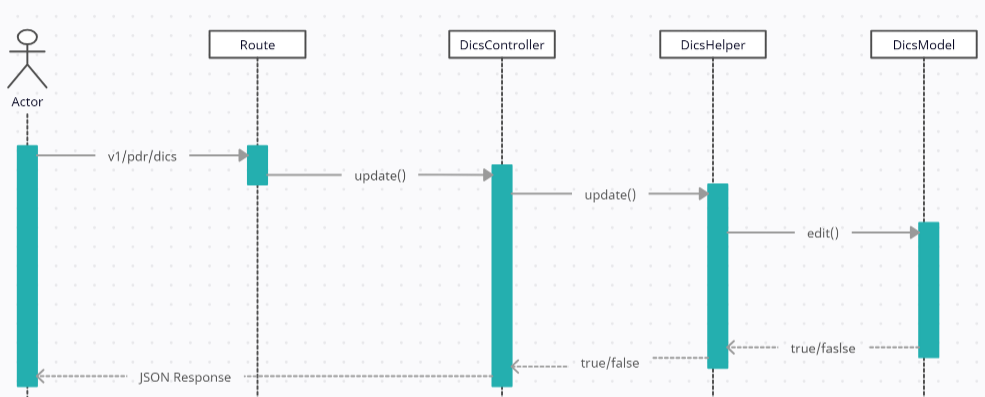 Route
DicsController
DicsHelper
DicsModel
Actor
v1/pdr/dics
update()
update()
edit()
true/faslse
true/false
JSON Response